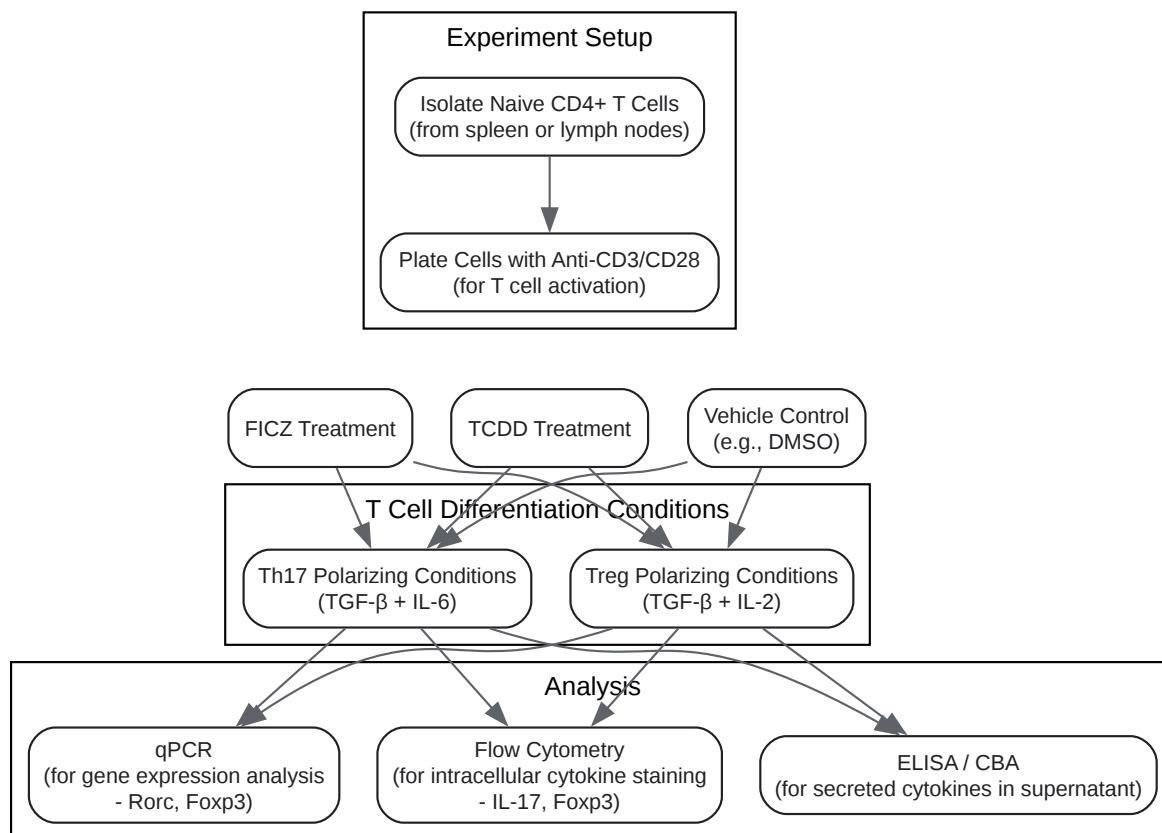 Experiment Setup
Isolate Naive CD4+ T Cells
(from spleen or lymph nodes)
Plate Cells with Anti-CD3/CD28
(for T cell activation)
FICZ Treatment
TCDD Treatment
Vehicle Control
(e.g., DMSO)
T Cell Differentiation Conditions
Th17 Polarizing Conditions
(TGF-β + IL-6)
Treg Polarizing Conditions
(TGF-β + IL-2)
Analysis
qPCR
(for gene expression analysis
- Rorc, Foxp3)
Flow Cytometry
(for intracellular cytokine staining
- IL-17, Foxp3)
ELISA / CBA
(for secreted cytokines in supernatant)